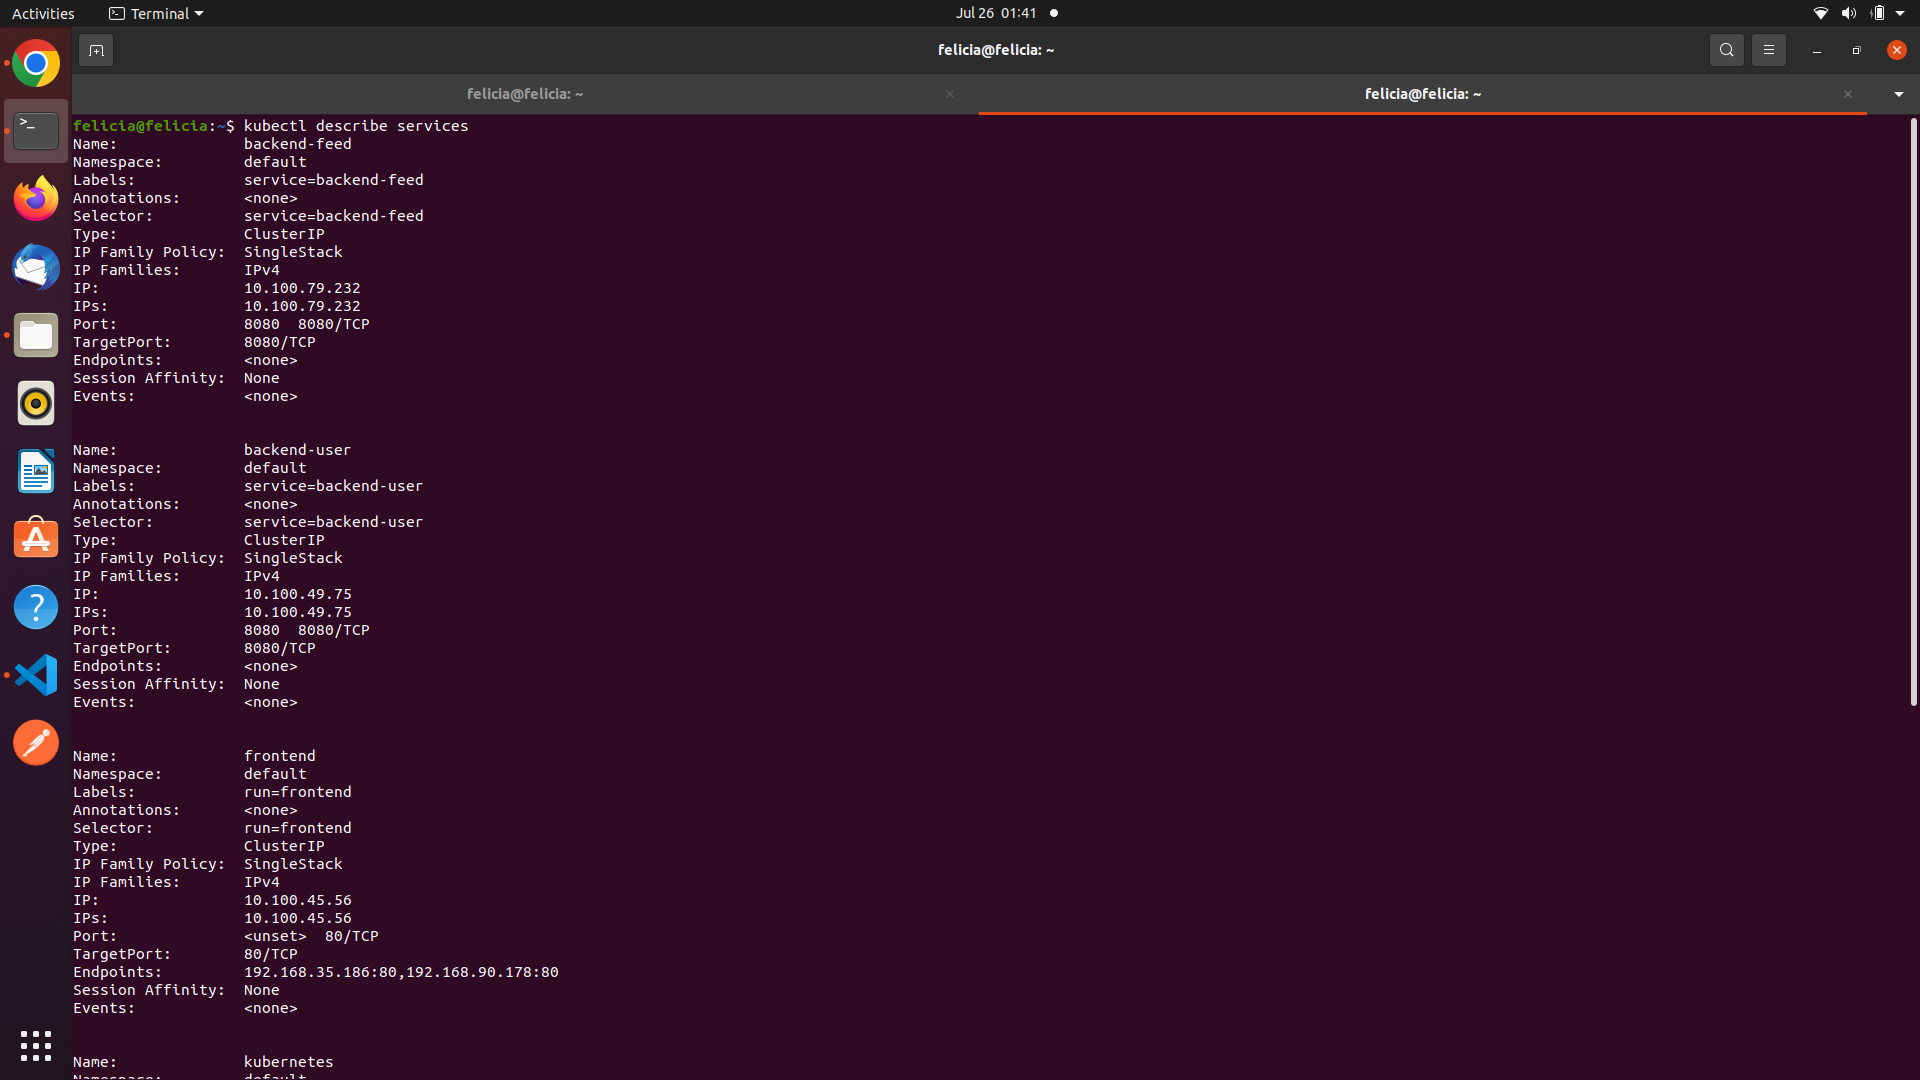 Activities Terminal Jul 26 01:41
felicia@felicia: ~
felicia@felicia: ~ felicia@felicia: ~
felicia@felicia:~$ kubectl describe services
Name: backend-feed
Namespace: default
Labels: service=backend-feed
Annotations: <none>
Selector: service=backend-feed
Type: ClusterIP
IP Family Policy: SingleStack
IP Families: IPv4
IP: 10.100.79.232
IPs: 10.100.79.232
Port: 8080 8080/TCP
TargetPort: 8080/TCP
Endpoints: <none>
Session Affinity: None
Events: <none>
Name: backend-user
Namespace: default
Labels: service=backend-user
Annotations: <none>
Selector: service=backend-user
Type: ClusterIP
IP Family Policy: SingleStack
IP Families: IPv4
IP: 10.100.49.75
IPs: 10.100.49.75
Port: 8080 8080/TCP
TargetPort: 8080/TCP
Endpoints: <none>
Session Affinity: None
Events: <none>
Name: frontend
Namespace: default
Labels: run=frontend
Annotations: <none>
Selector: run=frontend
Type: ClusterIP
IP Family Policy: SingleStack
IP Families: IPv4
IP: 10.100.45.56
IPs: 10.100.45.56
Port: <unset> 80/TCP
TargetPort: 80/TCP
Endpoints: 192.168.35.186:80,192.168.90.178:80
Session Affinity: None
Events: <none>
Name: kubernetes
Namespace: default